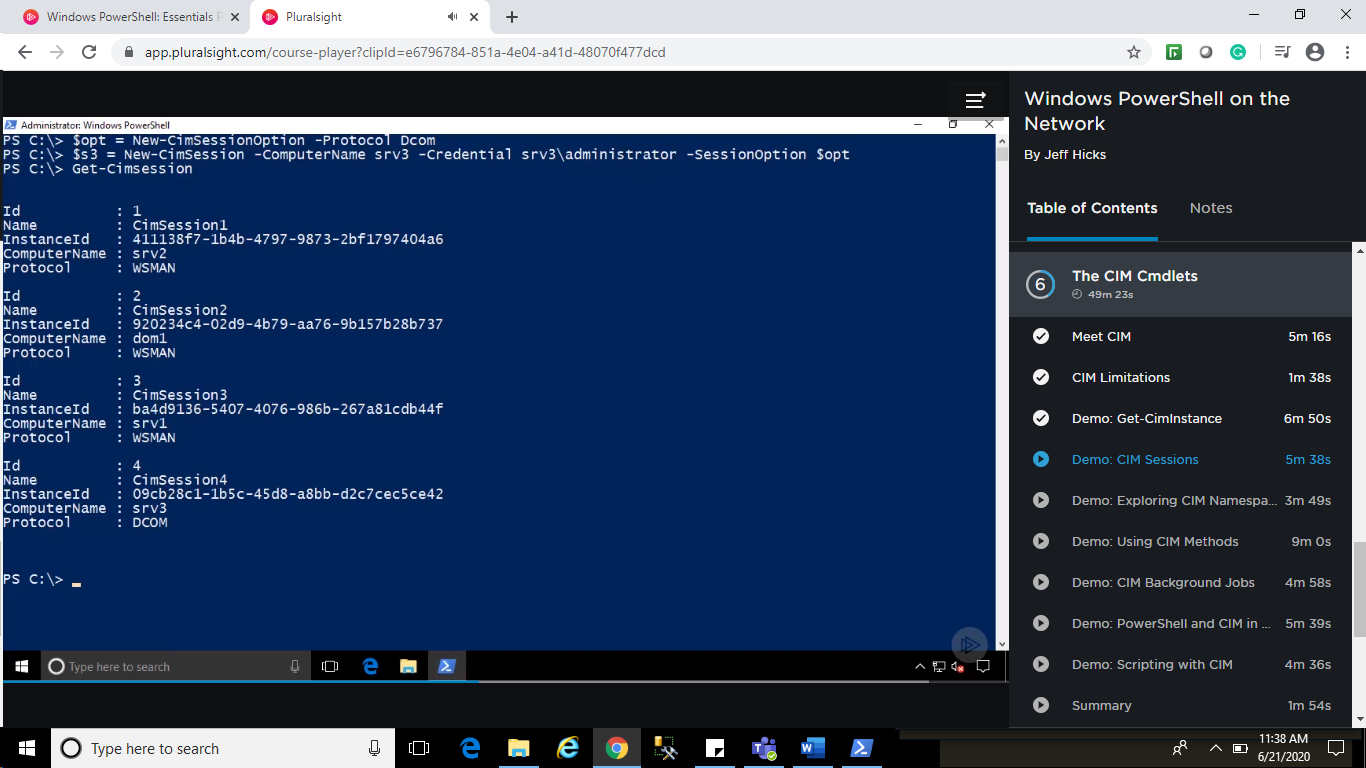 Windows PowerShell: Essentials P
Pluralsight
app.pluralsight.com/course-player?clipId=e6796784-851a-4e04-a41d-48070f477dcd
Administrator: Windows PowerShell
PS C:\> $opt = New-CimSessionOption -Protocol Dcom
PS C:\> $s3 = New-CimSession -ComputerName srv3 -Credential srv3\administrator -SessionOption $opt
PS C:\> Get-Cimsession
Id : 1
Name : CimSession1
InstanceId : 411138f7-1b4b-4797-9873-2bf1797404a6
ComputerName : srv2
Protocol : WSMAN
Id : 2
Name : CimSession2
InstanceId : 920234c4-02d9-4b79-aa76-9b157b28b737
ComputerName : dom1
Protocol : WSMAN
Id : 3
Name : CimSession3
InstanceId : ba4d9136-5407-4076-986b-267a81cdb44f
ComputerName : srv1
Protocol : WSMAN
Id : 4
Name : CimSession4
InstanceId : 09cb28c1-1b5c-45d8-a8bb-d2c7cec5ce42
ComputerName : srv3
Protocol : DCOM
PS C:\> _
Type here to search
Windows PowerShell on the
Network
By Jeff Hicks
Table of Contents
Notes
6
The CIM Cmdlets
49m 23s
Meet CIM 5m 16s
CIM Limitations 1m 38s
Demo: Get-CimInstance 6m 50s
Demo: CIM Sessions 5m 38s
Demo: Exploring CIM Namespa... 3m 49s
Demo: Using CIM Methods 9m 0s
Demo: CIM Background Jobs 4m 58s
Demo: PowerShell and CIM in ... 5m 39s
Demo: Scripting with CIM 4m 36s
Summary 1m 54s
Type here to search
11:38 AM
6/21/2020